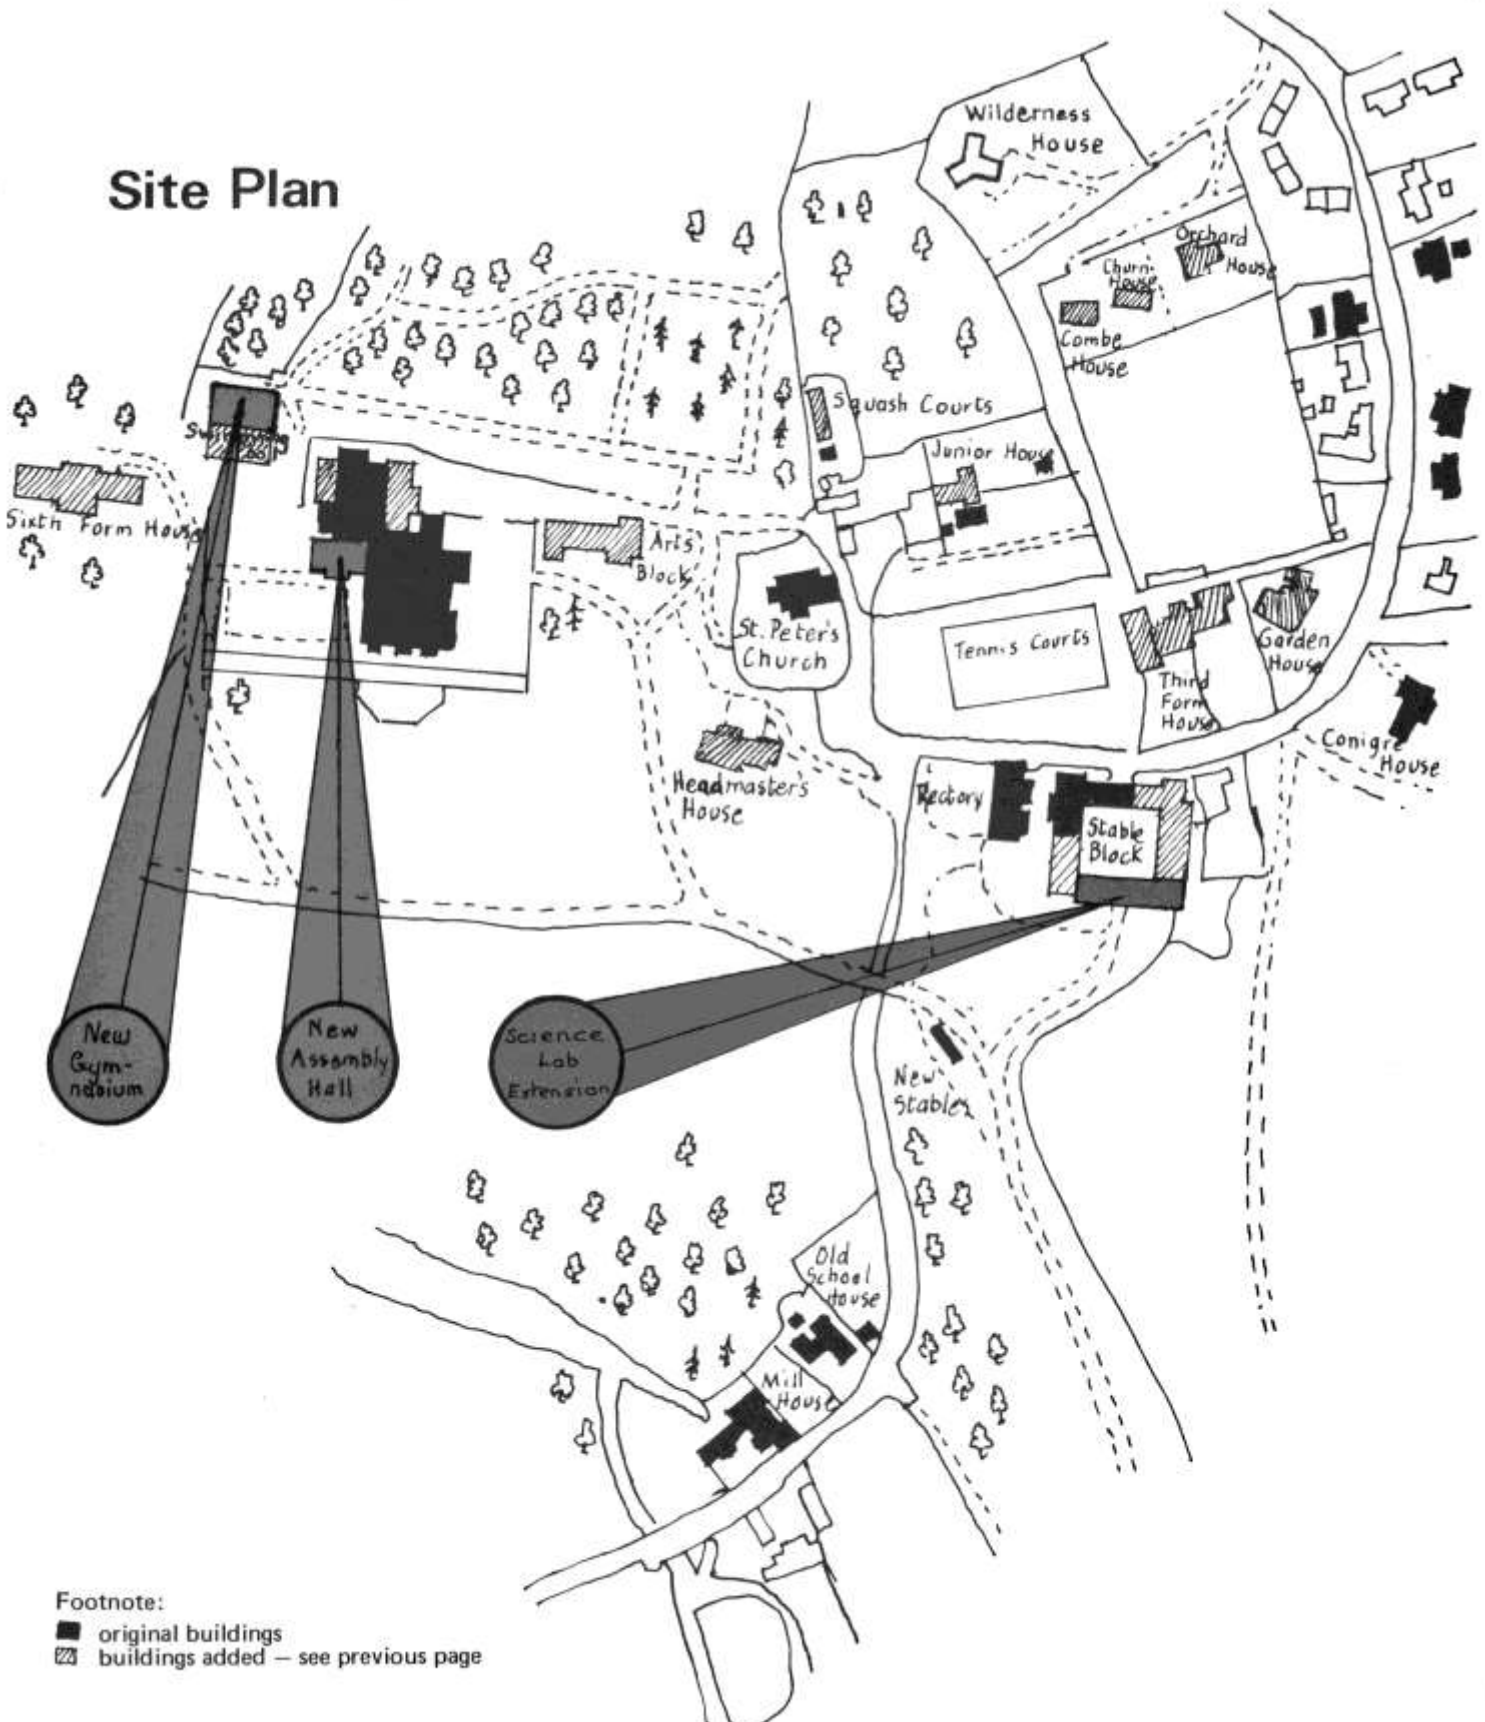 Site Plan
Wilderness
House
Orchard
House
Churn
House
Combe
House
Squash Courts
Junior House
Sixth Form House
Arts
Block
St. Peter's
Church
Tennis Courts
Third
Form
House
Garden
House
Conigre
House
Headmaster's
House
Rectory
Stable
Block
New
Gym-
nasium
New
Assembly
Hall
Science
Lab
Extension
New
Stables
Old
School
House
Mill
House
Footnote:
original buildings
buildings added — see previous page